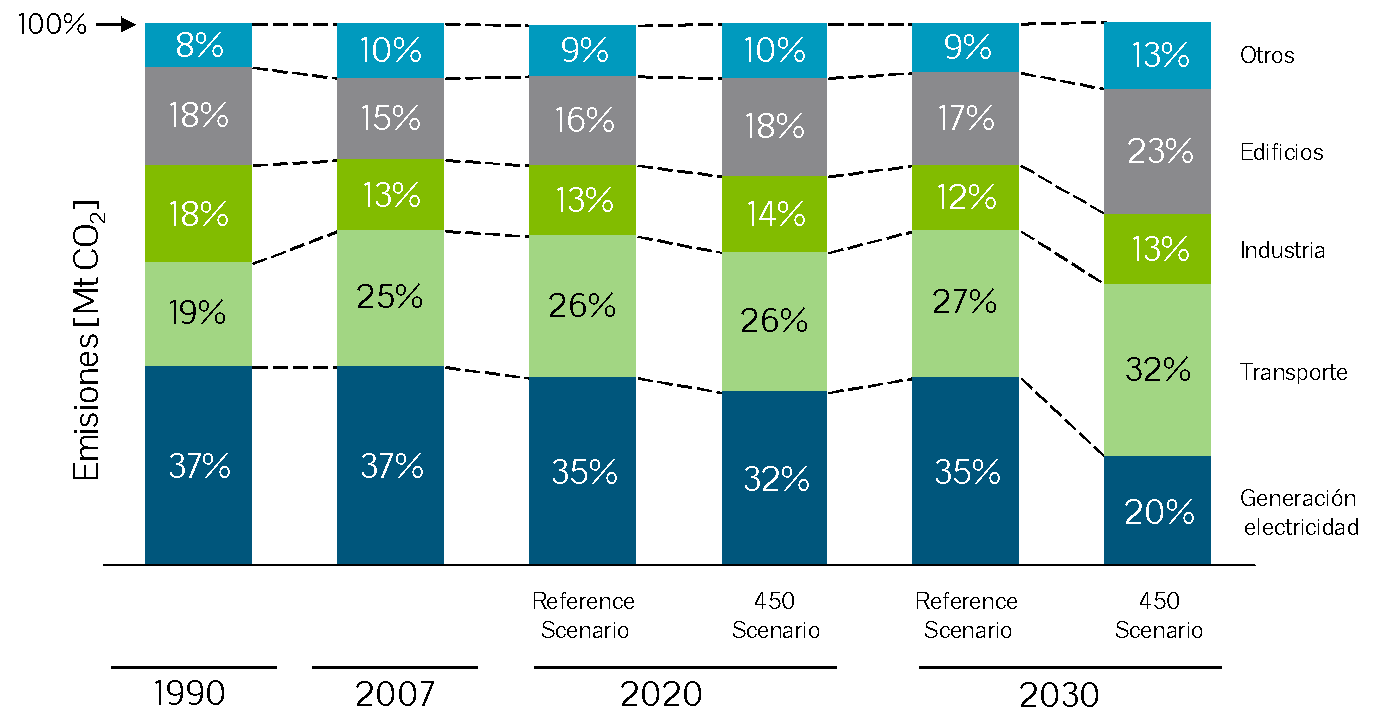 100%
8%
10%
9%
10%
9%
13%
Otros
18%
15%
16%
18%
17%
23%
Edificios
18%
13%
13%
14%
12%
13%
Industria
19%
25%
26%
26%
27%
32%
Transporte
37%
37%
35%
32%
35%
20%
Generación
electricidad
Emisiones [Mt CO₂]
Reference
Scenario
450
Scenario
Reference
Scenario
450
Scenario
1990
2007
2020
2030